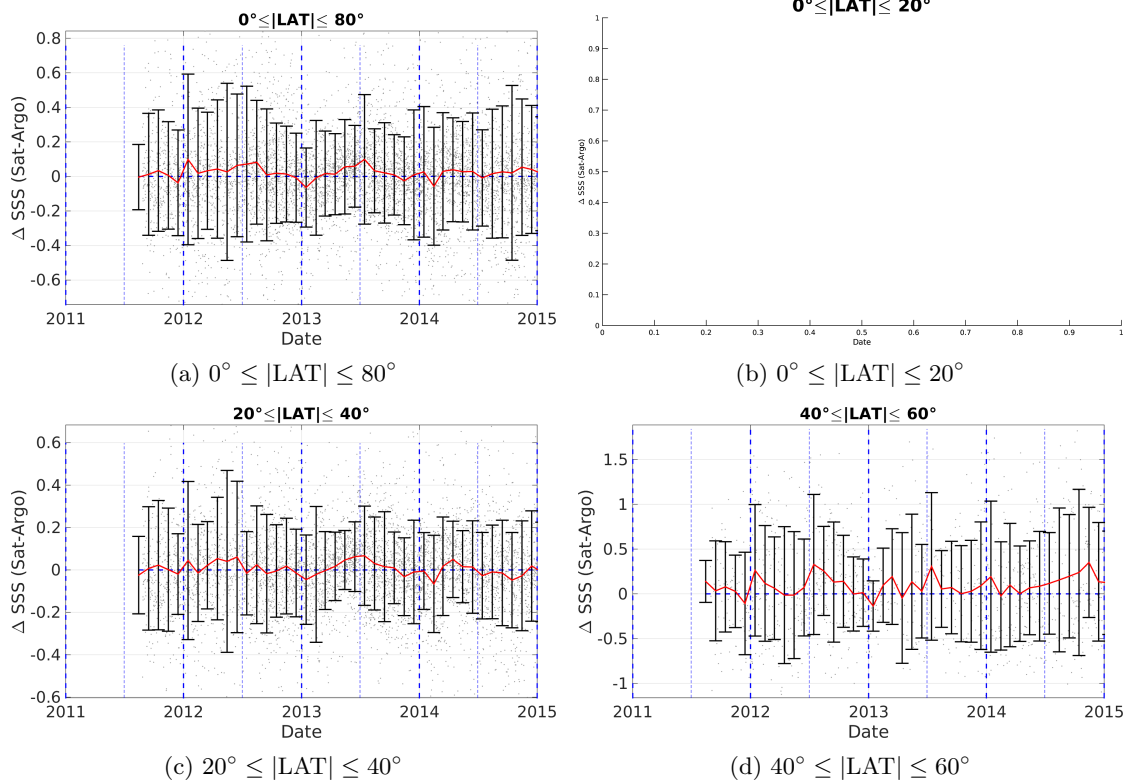 0°≤|LAT|≤ 80°
Δ SSS (Sat-Argo)
0.8
0.6
0.4
0.2
0
-0.2
-0.4
-0.6
2011 2012 2013 2014 2015
Date
(a) 0° ≤ |LAT| ≤ 80°
0°≤|LAT|≤ 20°
Δ SSS (Sat-Argo)
1
0.9
0.8
0.7
0.6
0.5
0.4
0.3
0.2
0.1
0
0 0.1 0.2 0.3 0.4 0.5 0.6 0.7 0.8 0.9 1
Date
(b) 0° ≤ |LAT| ≤ 20°
20°≤|LAT|≤ 40°
Δ SSS (Sat-Argo)
0.6
0.4
0.2
0
-0.2
-0.4
-0.6
2011 2012 2013 2014 2015
Date
(c) 20° ≤ |LAT| ≤ 40°
40°≤|LAT|≤ 60°
Δ SSS (Sat-Argo)
1.5
1
0.5
0
-0.5
-1
2011 2012 2013 2014 2015
Date
(d) 40° ≤ |LAT| ≤ 60°